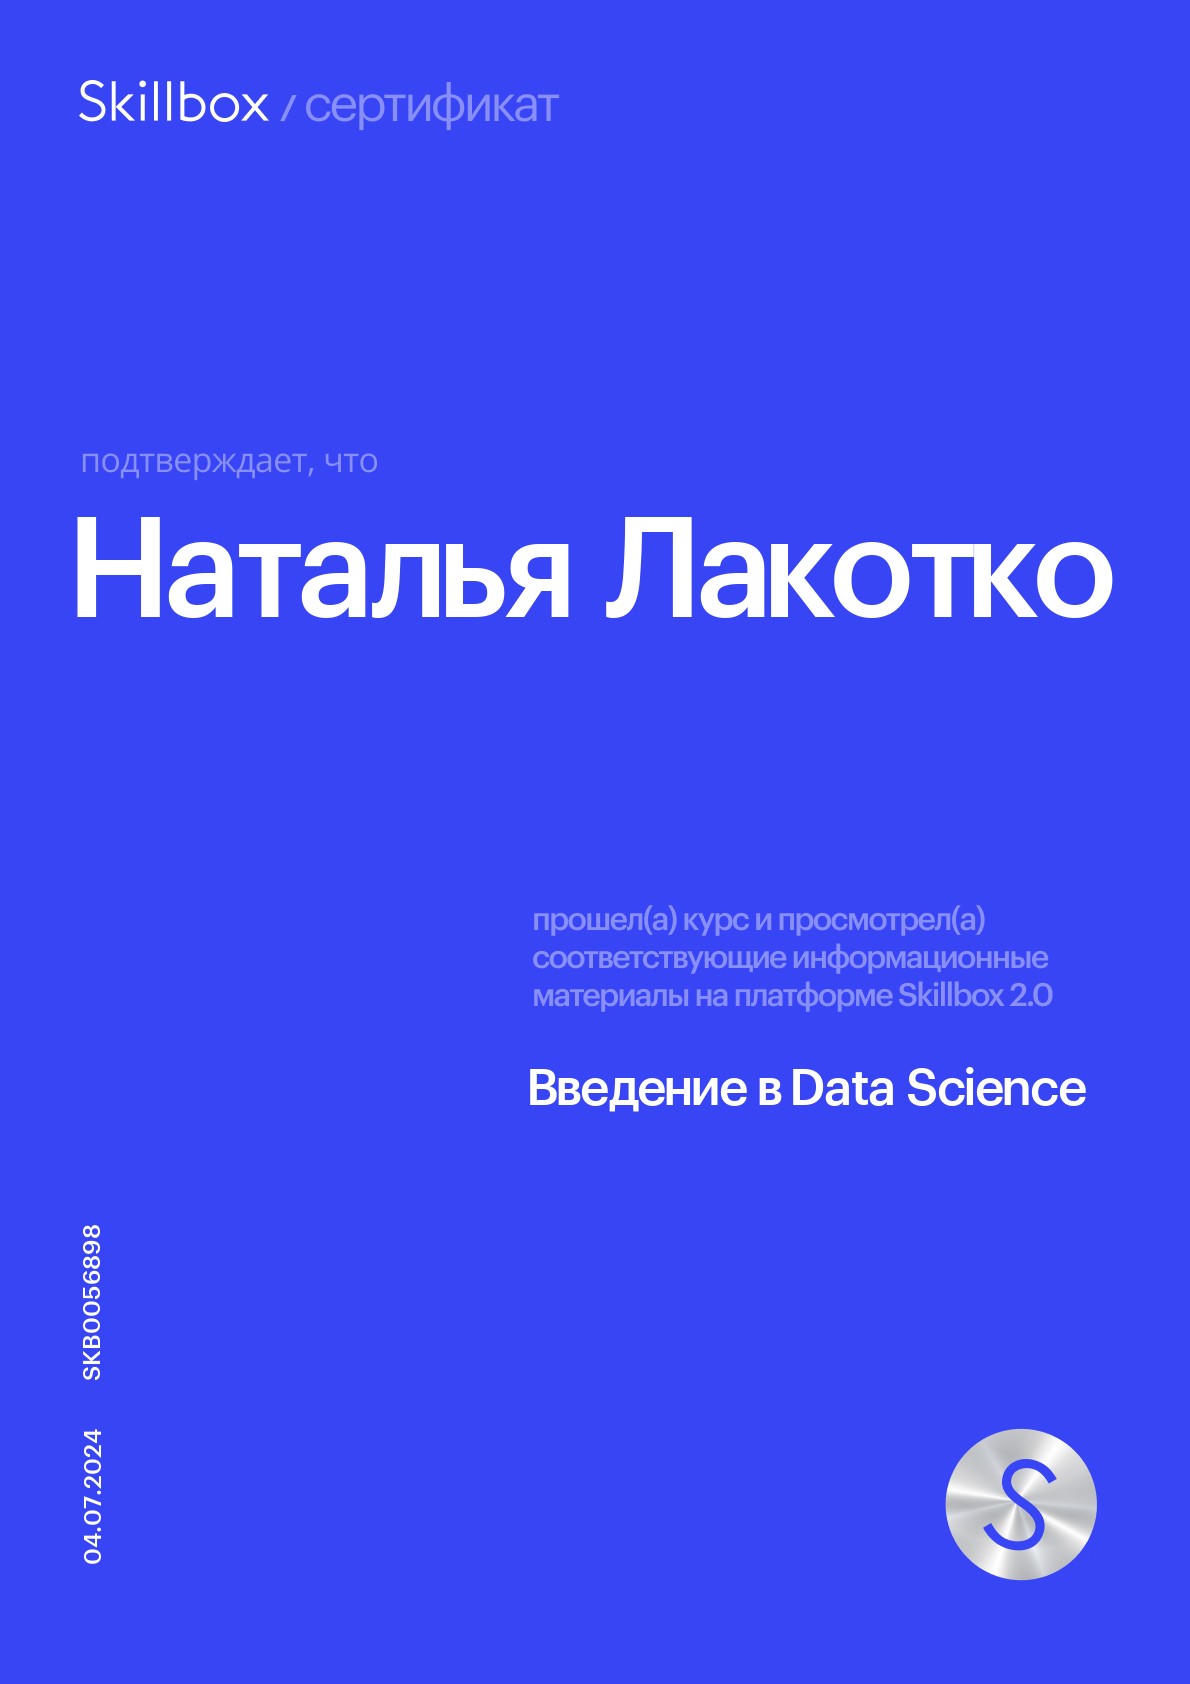 Skillbox / сертификат
подтверждает, что
Наталья Лакотко
прошел(а) курс и просмотрел(а)
соответствующие информационные
материалы на платформе Skillbox 2.0
Введение в Data Science
SKB0056898
04.07.2024
S